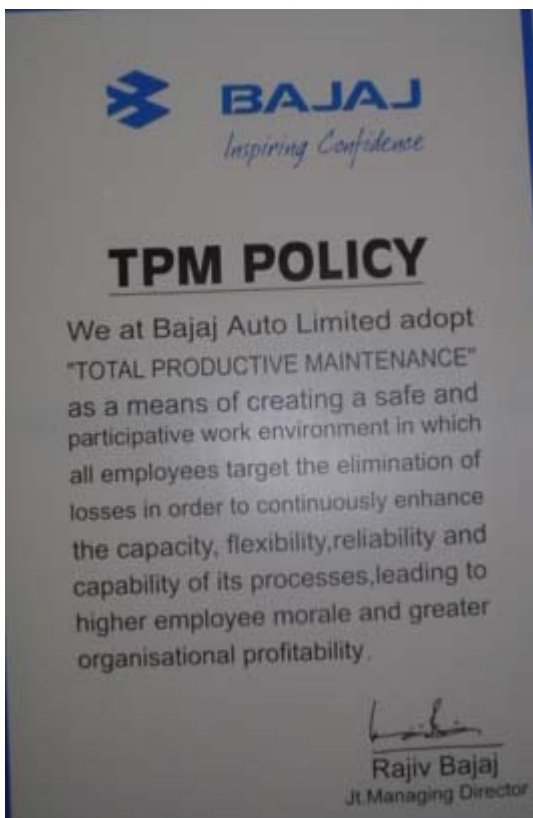 BAJAJ
Inspiring Confidence
TPM POLICY
We at Bajaj Auto Limited adopt
"TOTAL PRODUCTIVE MAINTENANCE"
as a means of creating a safe and
participative work environment in which
all employees target the elimination of
losses in order to continuously enhance
the capacity, flexibility,reliability and
capability of its processes,leading to
higher employee morale and greater
organisational profitability.
Rajiv Bajaj
Jt.Managing Director